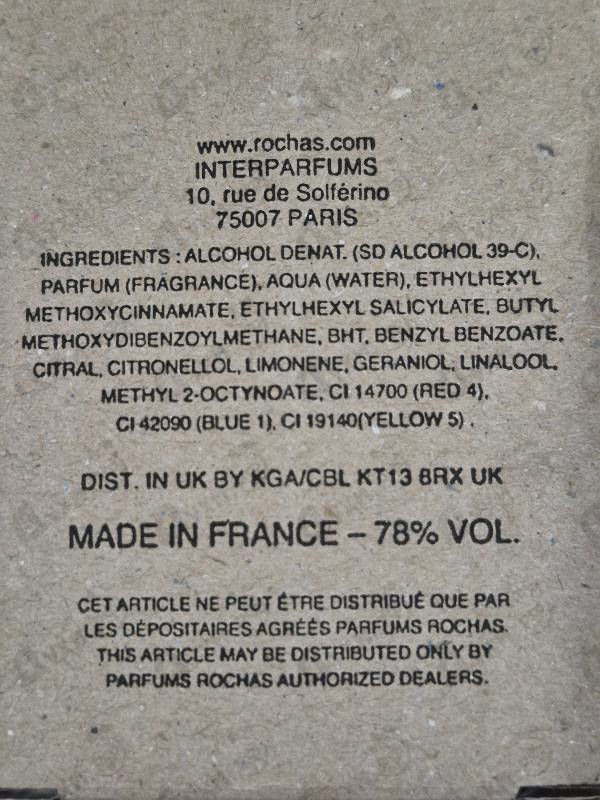 www.rochas.com
INTERPARFUMS
10, rue de Solférino
75007 PARIS
INGREDIENTS : ALCOHOL DENAT. (SD ALCOHOL 39-C),
PARFUM (FRAGRANCE), AQUA (WATER), ETHYLHEXYL
METHOXYCINNAMATE, ETHYLHEXYL SALICYLATE, BUTYL
METHOXYDIBENZOYLMETHANE, BHT, BENZYL BENZOATE,
CITRAL, CITRONELLOL, LIMONENE, GERANIOL, LINALOOL,
METHYL 2-OCTYNOATE, CI 14700 (RED 4),
CI 42090 (BLUE 1), CI 19140(YELLOW 5) .
DIST. IN UK BY KGA/CBL KT13 8RX UK
MADE IN FRANCE – 78% VOL.
CET ARTICLE NE PEUT ÊTRE DISTRIBUÉ QUE PAR
LES DÉPOSITAIRES AGRÉÉS PARFUMS ROCHAS.
THIS ARTICLE MAY BE DISTRIBUTED ONLY BY
PARFUMS ROCHAS AUTHORIZED DEALERS.